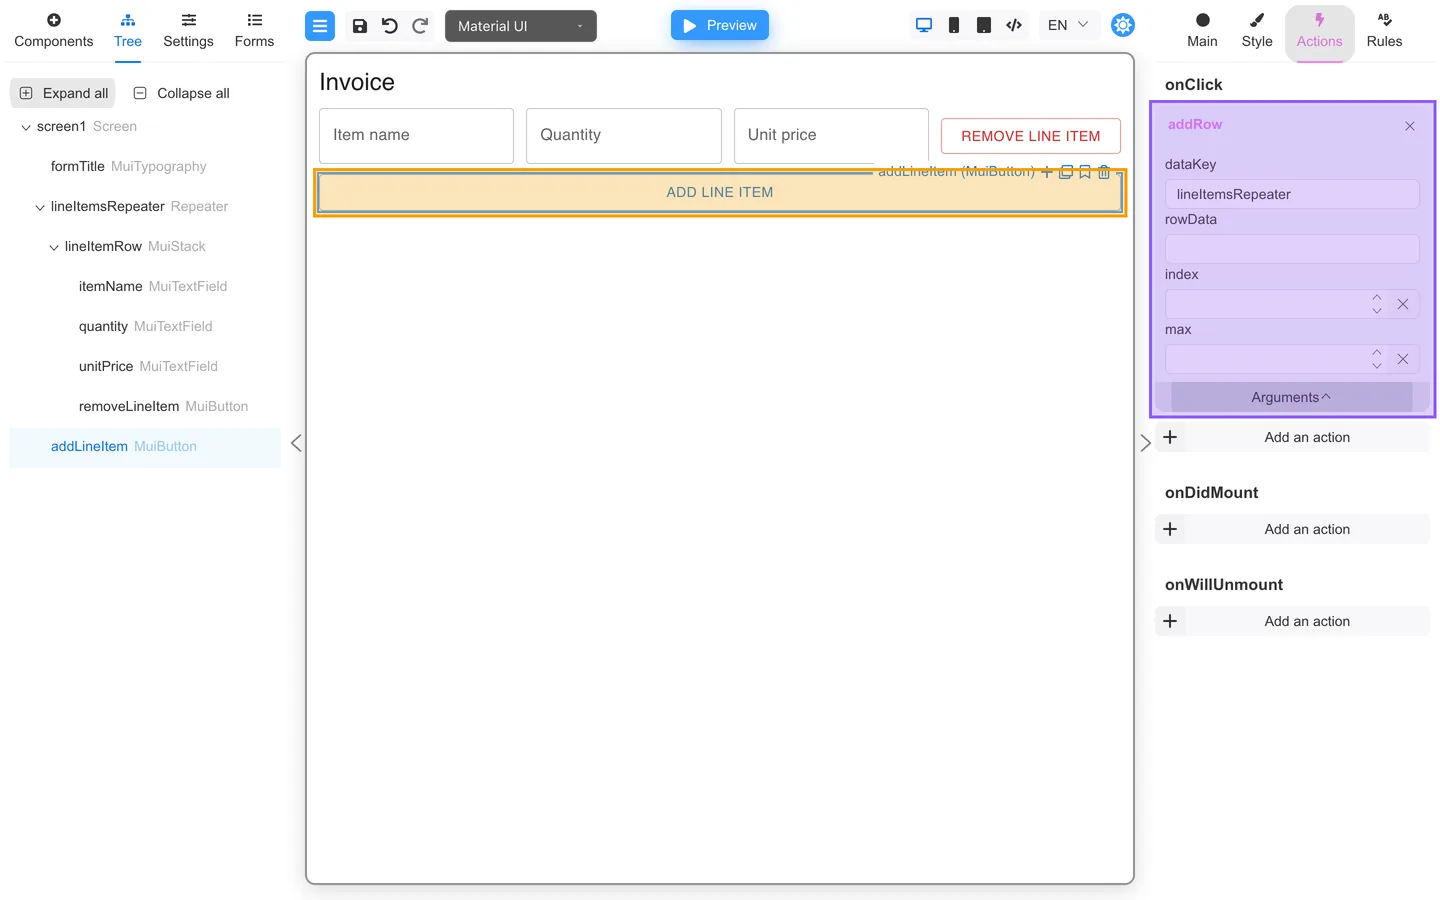 Components
Tree
Settings
Forms
Material UI
Preview
EN
Main
Style
Actions
AB
Rules
Expand all
Collapse all
screen1 Screen
formTitle MuiTypography
lineItemsRepeater Repeater
lineItemRow MuiStack
itemName MuiTextField
quantity MuiTextField
unitPrice MuiTextField
removeLineItem MuiButton
addLineItem MuiButton
Invoice
Item name
Quantity
Unit price
REMOVE LINE ITEM
addLineItem (MuiButton)
ADD LINE ITEM
onClick
addRow
dataKey
lineItemsRepeater
rowData
index
max
Arguments
Add an action
onDidMount
Add an action
onWillUnmount
Add an action